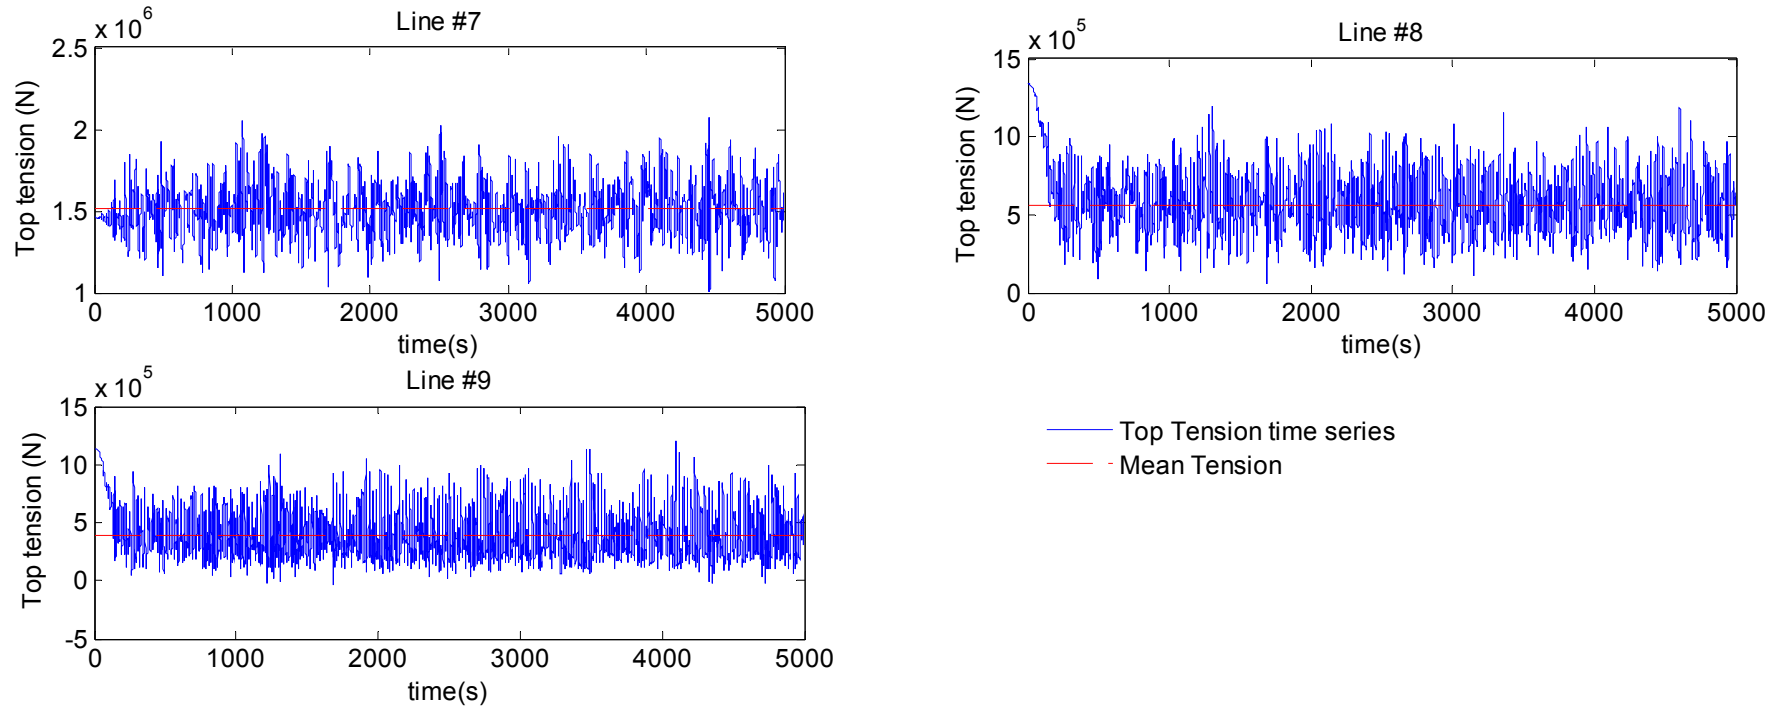 Line #7
x 10^6
2.5
2
1.5
1
Top tension (N)
0 1000 2000 3000 4000 5000
time(s)
Line #8
x 10^5
15
10
5
0
Top tension (N)
0 1000 2000 3000 4000 5000
time(s)
Line #9
x 10^5
15
10
5
0
-5
Top tension (N)
0 1000 2000 3000 4000 5000
time(s)
Top Tension time series
Mean Tension